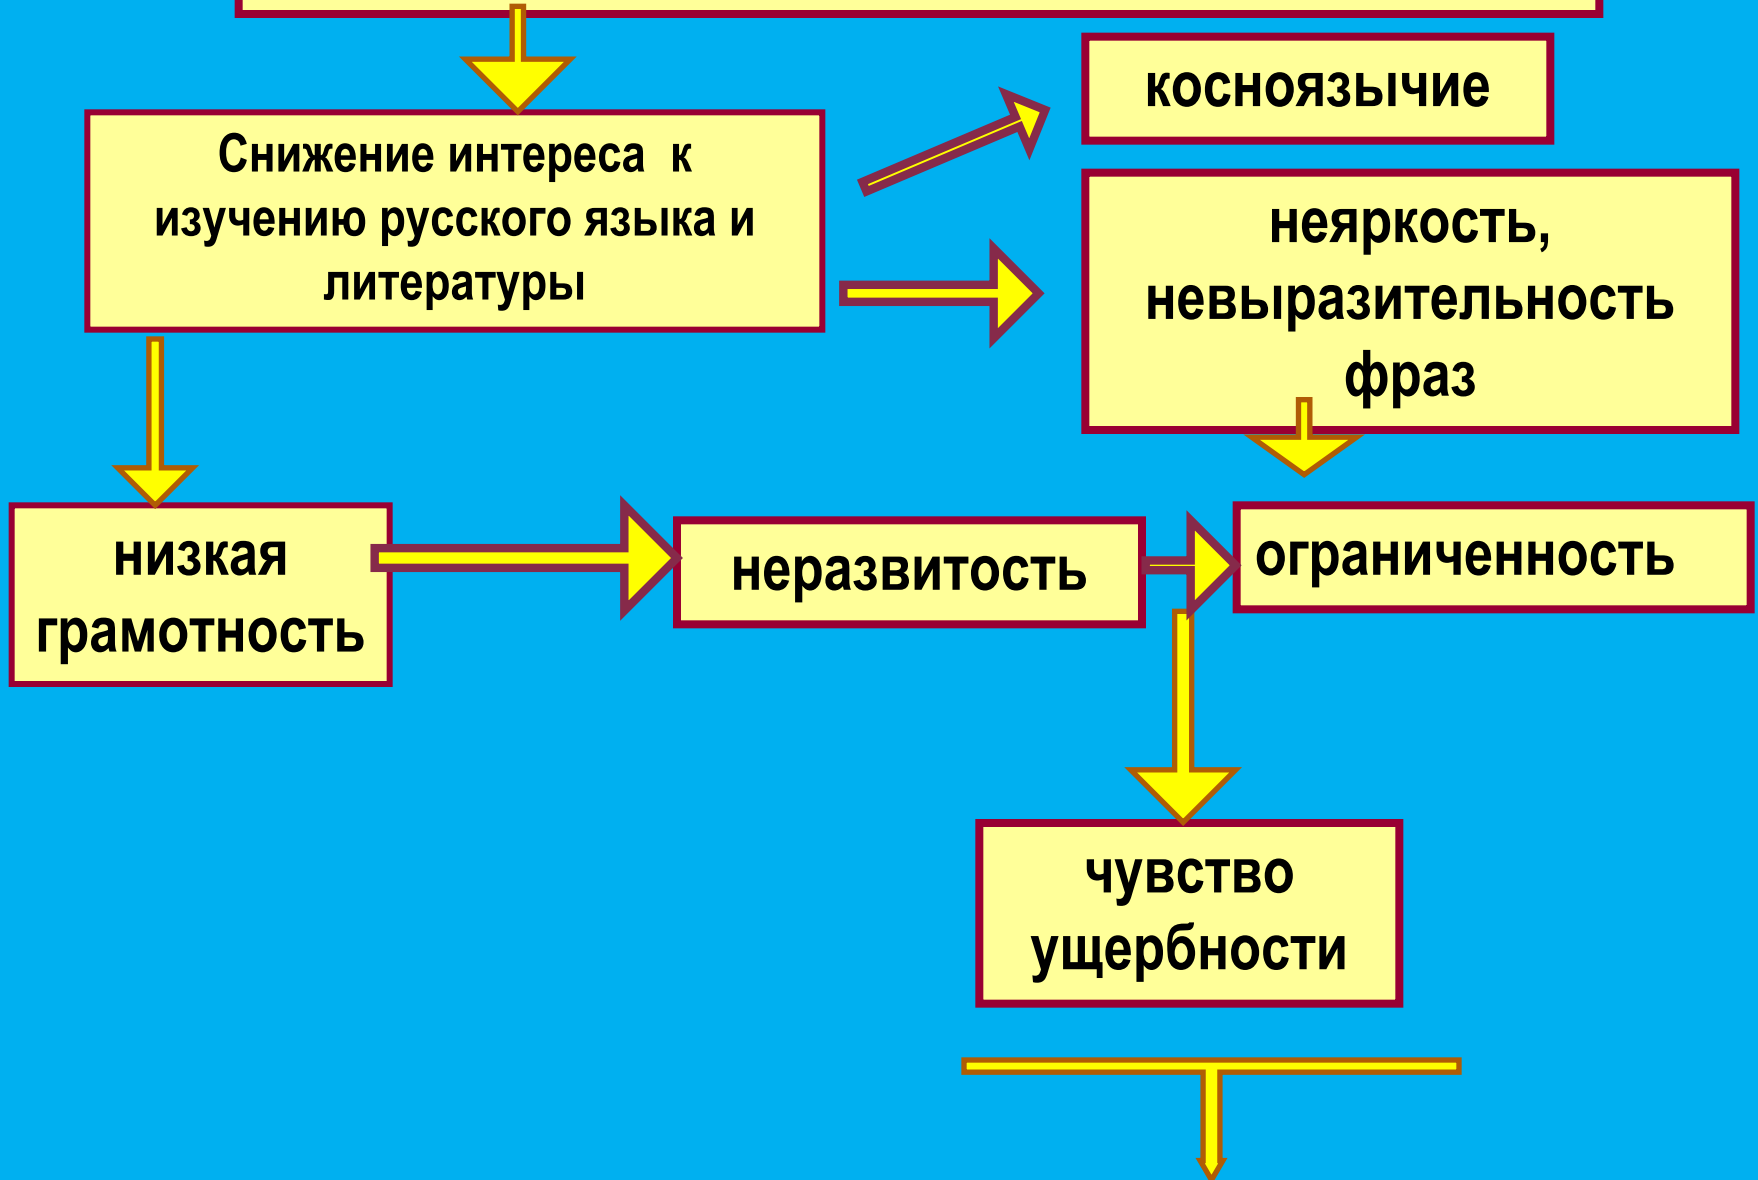 косноязычие
Снижение интереса  к
изучению русского языка и
литературы
неяркость,
невыразительность
фраз
низкая
грамотность
неразвитость
ограниченность
чувство
ущербности